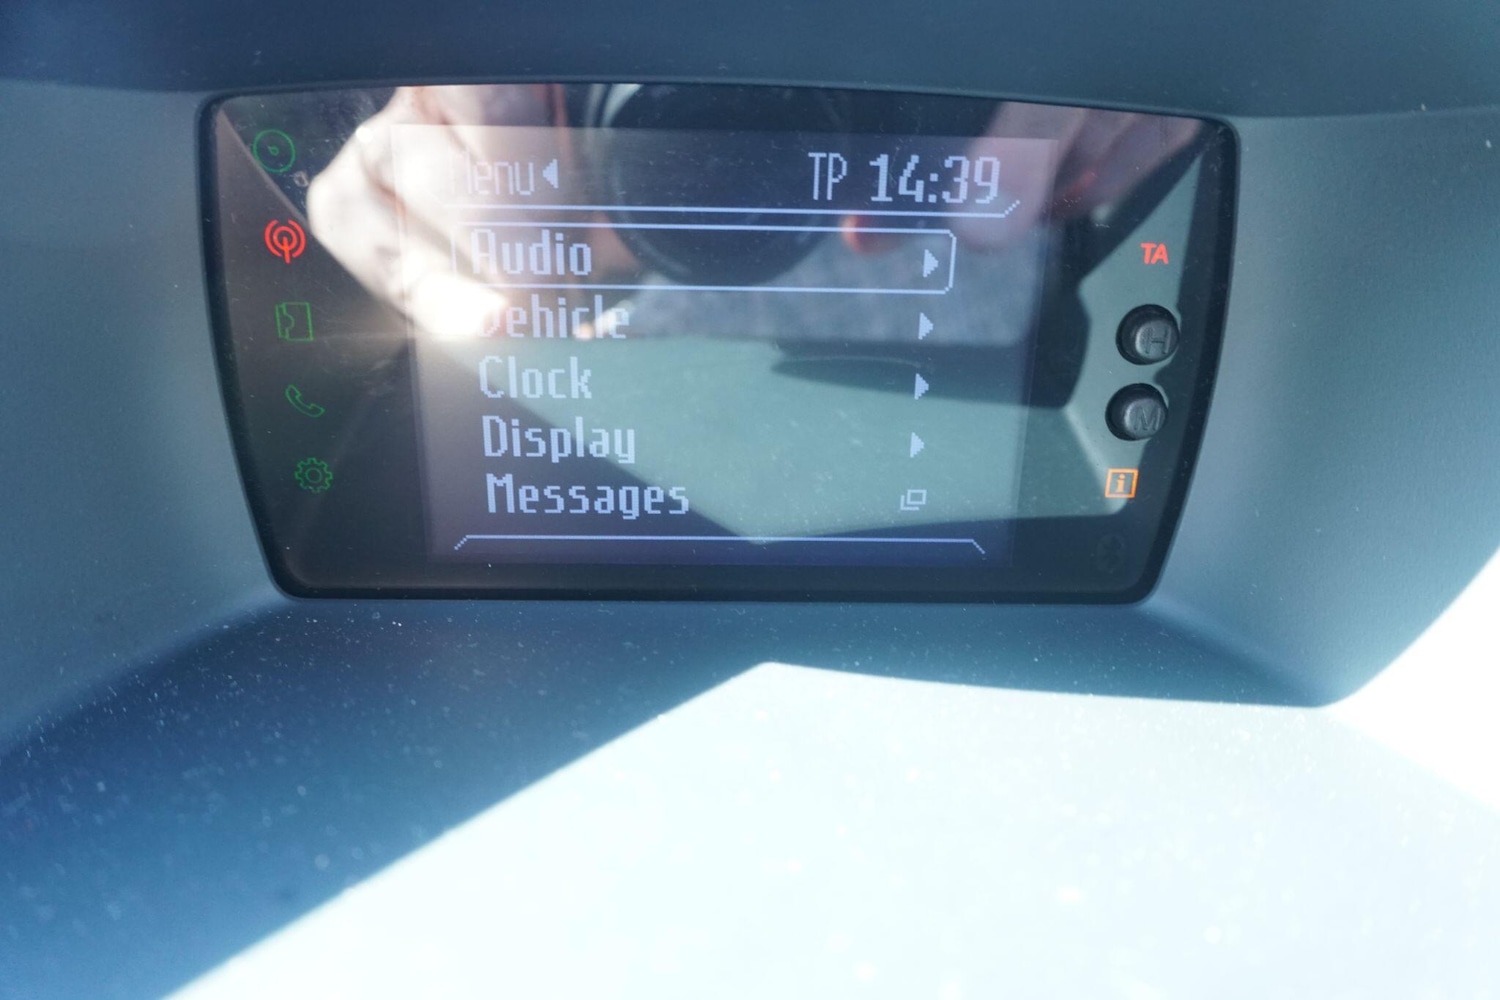 Menu
TP 14:39
Audio
Vehicle
Clock
Display
Messages
TA
H
M
i